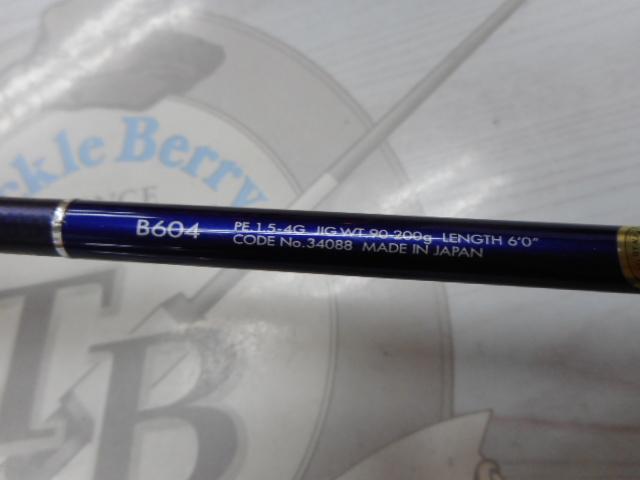 ckle Berry
B604 PE.1.5-4G JIG WT.90-200g LENGTH 6'0"
CODE No.34088 MADE IN JAPAN
TB